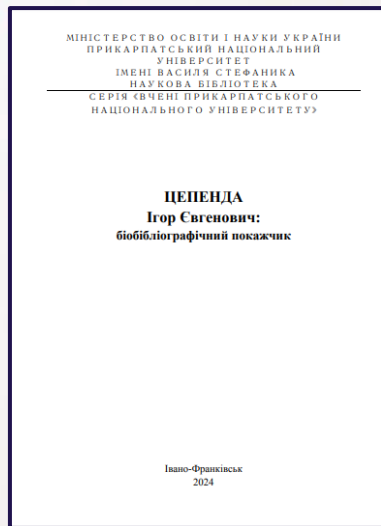 МІНІСТЕРСТВО ОСВІТИ І НАУКИ УКРАЇНИ
ПРИКАРПАТСЬКИЙ НАЦІОНАЛЬНИЙ
УНІВЕРСИТЕТ
ІМЕНІ ВАСИЛЯ СТЕФАНИКА
НАУКОВА БІБЛІОТЕКА
СЕРІЯ «ВЧЕНІ ПРИКАРПАТСЬКОГО
НАЦІОНАЛЬНОГО УНІВЕРСИТЕТУ»
ЦЕПЕНДА
Ігор Євгенович:
біобібліографічний покажчик
Івано-Франківськ
2024